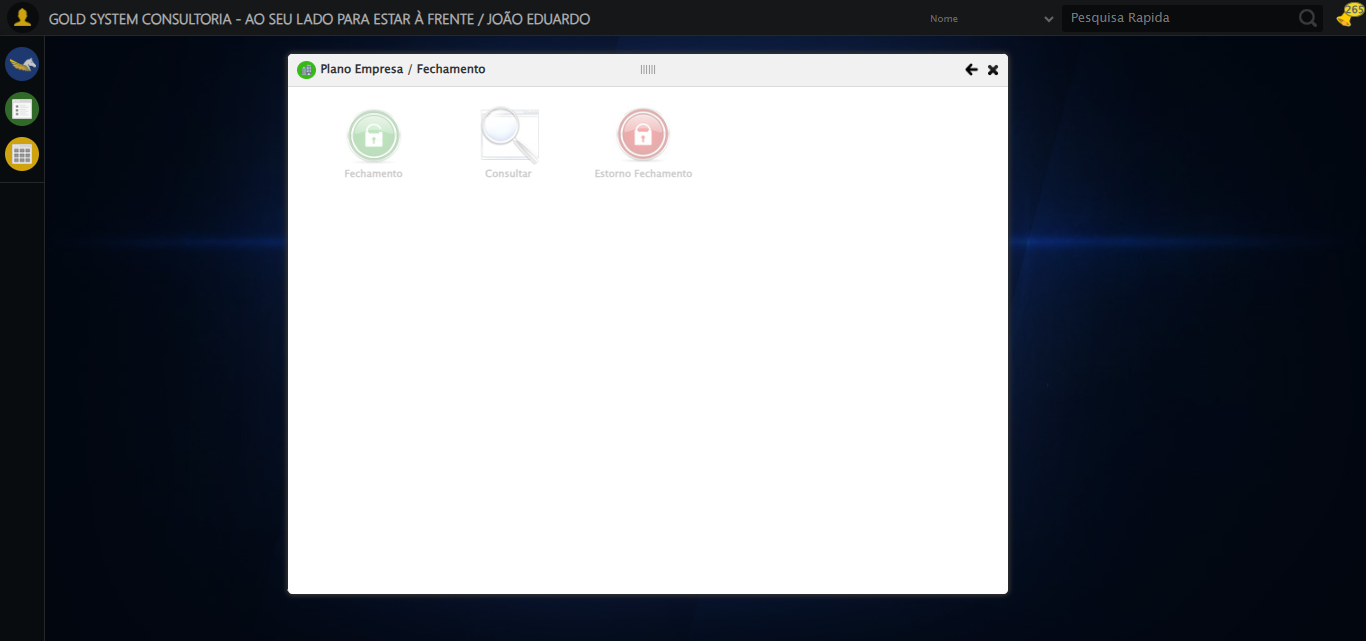 GOLD SYSTEM CONSULTORIA - AO SEU LADO PARA ESTAR À FRENTE / JOÃO EDUARDO
Nome
Pesquisa Rapida
265
Plano Empresa / Fechamento
Fechamento
Consultar
Estorno Fechamento